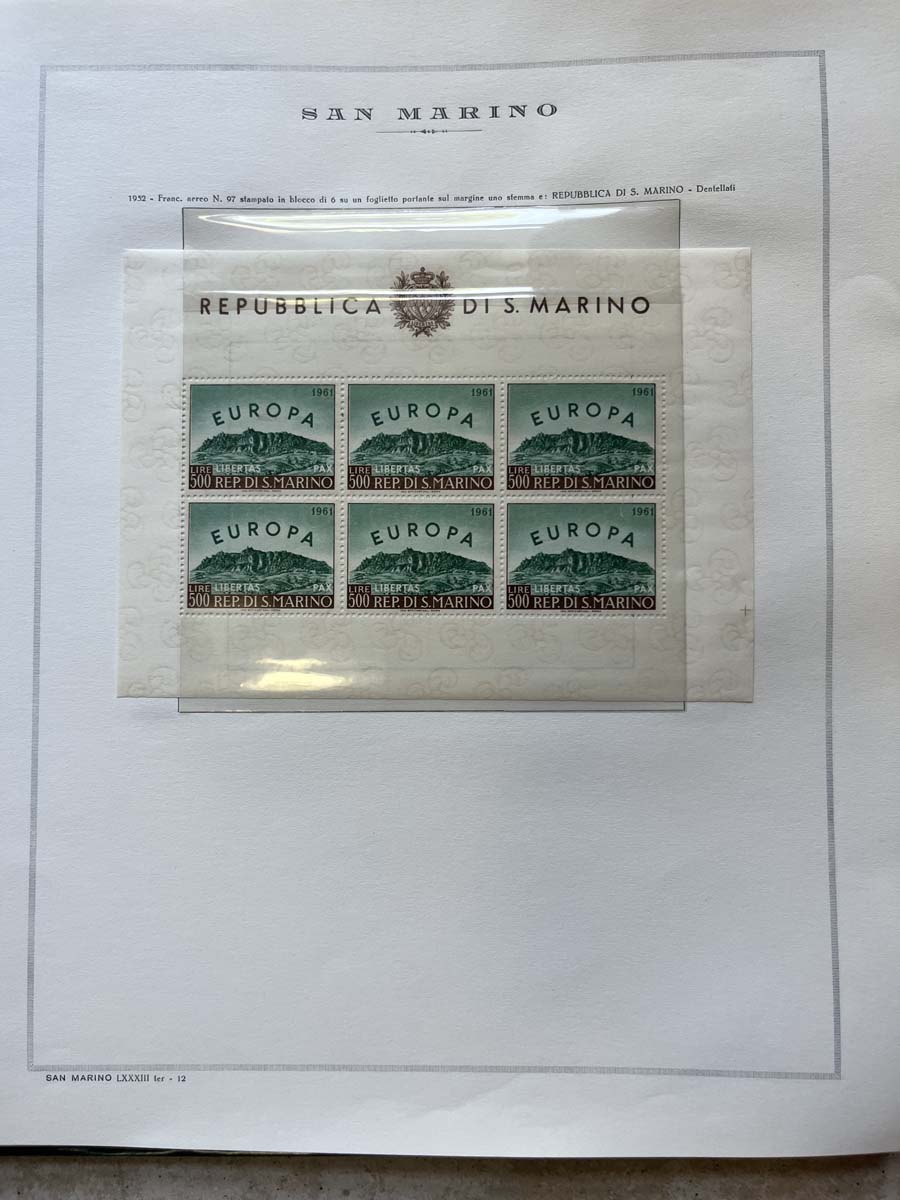 SAN MARINO
1952 - Franc. aereo N. 97 stampato in blocco di 6 su un foglietto portante sul margine uno stemma e: REPUBBLICA DI S. MARINO - Dentellati
REPUBBLICA DI S. MARINO
1961 1961 1961
EUROPA EUROPA EUROPA
LIBERTAS PAX LIBERTAS PAX LIBERTAS PAX
LIRE 500 REP. DI S. MARINO LIRE 500 REP. DI S. MARINO LIRE 500 REP. DI S. MARINO
1961 1961 1961
EUROPA EUROPA EUROPA
LIBERTAS PAX LIBERTAS PAX LIBERTAS PAX
LIRE 500 REP. DI S. MARINO LIRE 500 REP. DI S. MARINO LIRE 500 REP. DI S. MARINO
SAN MARINO LXXXIII ter - 12